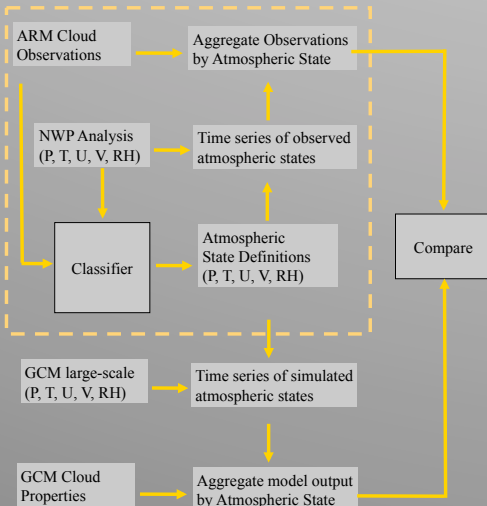 ARM Cloud
Observations
Aggregate Observations
by Atmospheric State
NWP Analysis
(P, T, U, V, RH)
Time series of observed
atmospheric states
Classifier
Atmospheric
State Definitions
(P, T, U, V, RH)
Compare
GCM large-scale
(P, T, U, V, RH)
Time series of simulated
atmospheric states
GCM Cloud
Properties
Aggregate model output
by Atmospheric State